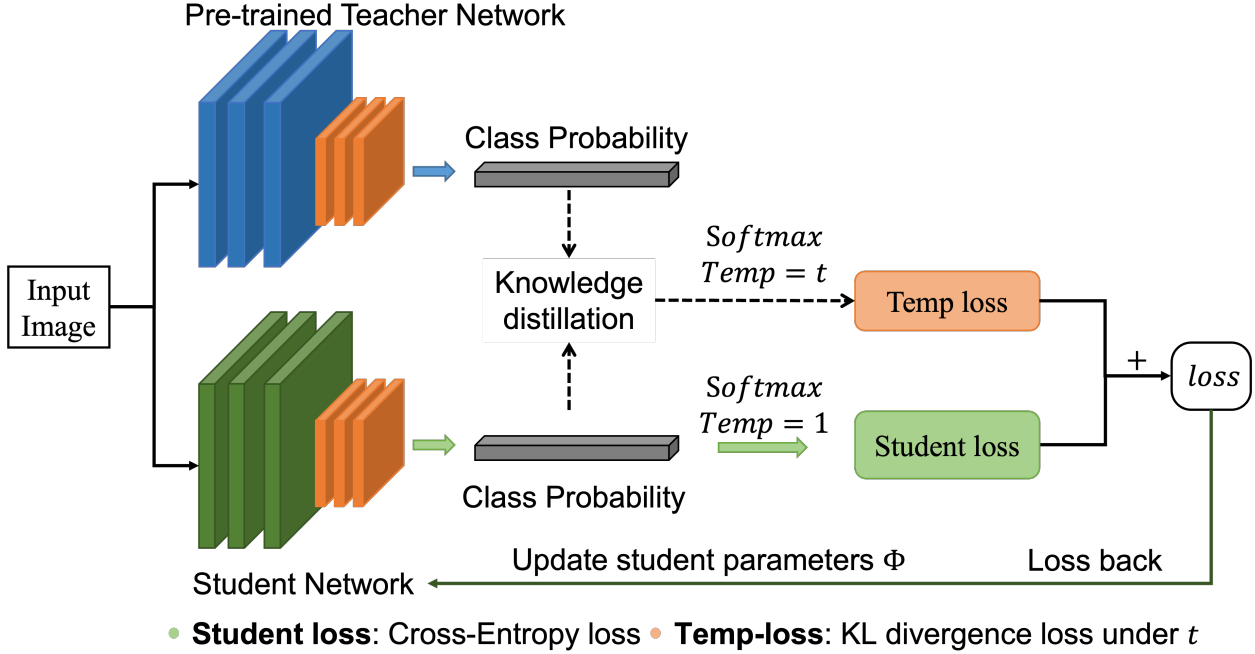 Pre-trained Teacher Network
Class Probability
Softmax
Temp = t
Knowledge
distillation
Input
Image
Temp loss
+
loss
Softmax
Temp = 1
Student loss
Class Probability
Update student parameters Φ
Loss back
Student Network
Student loss: Cross-Entropy loss
Temp-loss: KL divergence loss under t